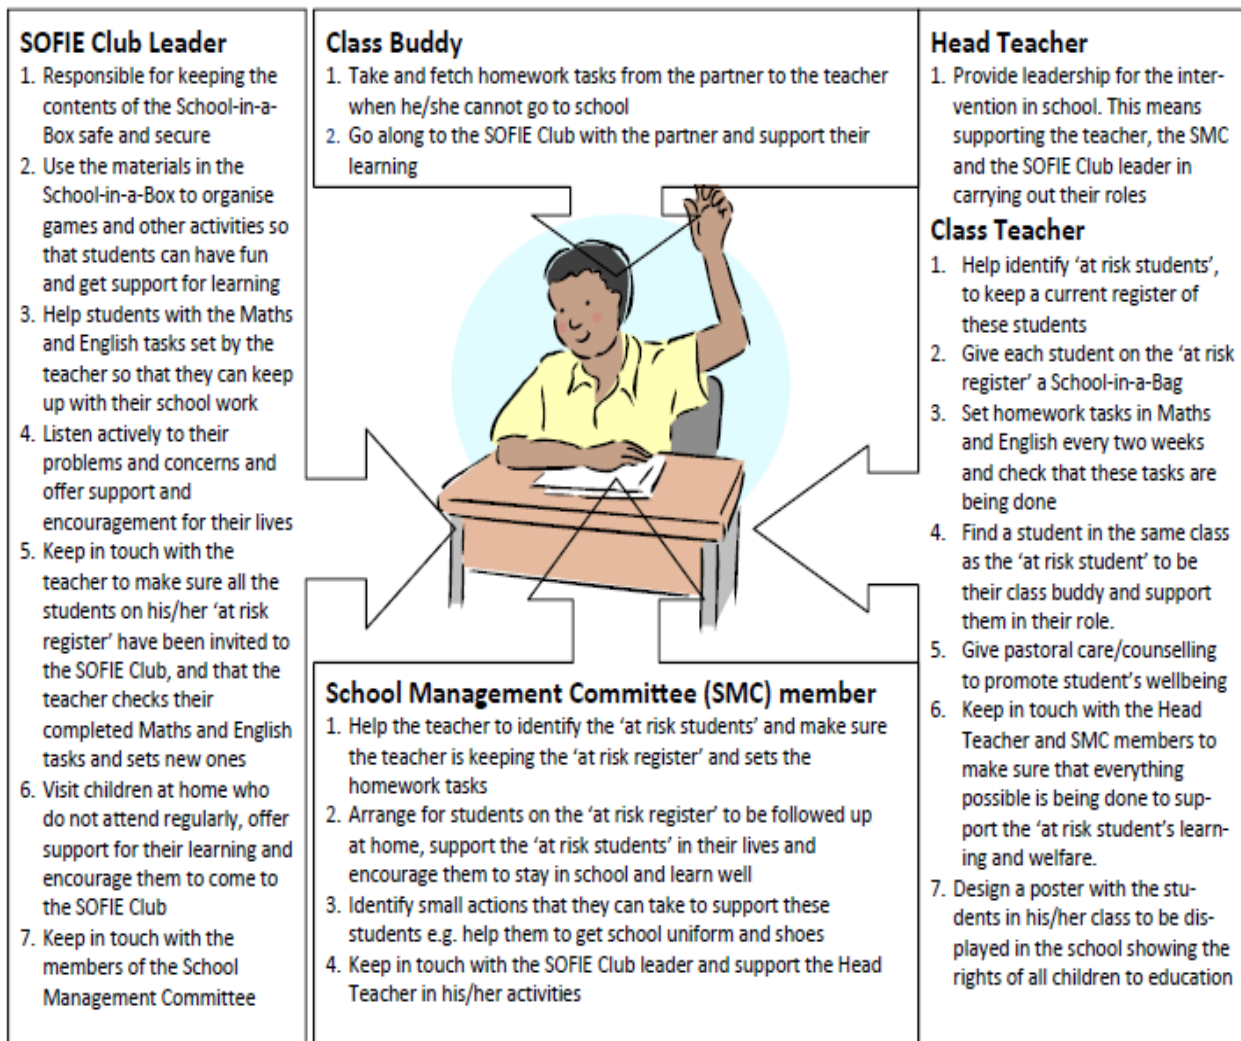 SOFIE Club Leader
1. Responsible for keeping the
contents of the School-in-a-
Box safe and secure
2. Use the materials in the
School-in-a-Box to organise
games and other activities so
that students can have fun
and get support for learning
3. Help students with the Maths
and English tasks set by the
teacher so that they can keep
up with their school work
4. Listen actively to their
problems and concerns and
offer support and
encouragement for their lives
5. Keep in touch with the
teacher to make sure all the
students on his/her 'at risk
register' have been invited to
the SOFIE Club, and that the
teacher checks their
completed Maths and English
tasks and sets new ones
6. Visit children at home who
do not attend regularly, offer
support for their learning and
encourage them to come to
the SOFIE Club
7. Keep in touch with the
members of the School
Management Committee
Class Buddy
1. Take and fetch homework tasks from the partner to the teacher
when he/she cannot go to school
2. Go along to the SOFIE Club with the partner and support their
learning
School Management Committee (SMC) member
1. Help the teacher to identify the 'at risk students' and make sure
the teacher is keeping the 'at risk register' and sets the
homework tasks
2. Arrange for students on the 'at risk register' to be followed up
at home, support the 'at risk students' in their lives and
encourage them to stay in school and learn well
3. Identify small actions that they can take to support these
students e.g. help them to get school uniform and shoes
4. Keep in touch with the SOFIE Club leader and support the Head
Teacher in his/her activities
Head Teacher
1. Provide leadership for the inter-
vention in school. This means
supporting the teacher, the SMC
and the SOFIE Club leader in
carrying out their roles
Class Teacher
1. Help identify 'at risk students',
to keep a current register of
these students
2. Give each student on the 'at risk
register' a School-in-a-Bag
3. Set homework tasks in Maths
and English every two weeks
and check that these tasks are
being done
4. Find a student in the same class
as the 'at risk student' to be
their class buddy and support
them in their role.
5. Give pastoral care/counselling
to promote student's wellbeing
6. Keep in touch with the Head
Teacher and SMC members to
make sure that everything
possible is being done to sup-
port the 'at risk student's learn-
ing and welfare.
7. Design a poster with the stu-
dents in his/her class to be dis-
played in the school showing the
rights of all children to education